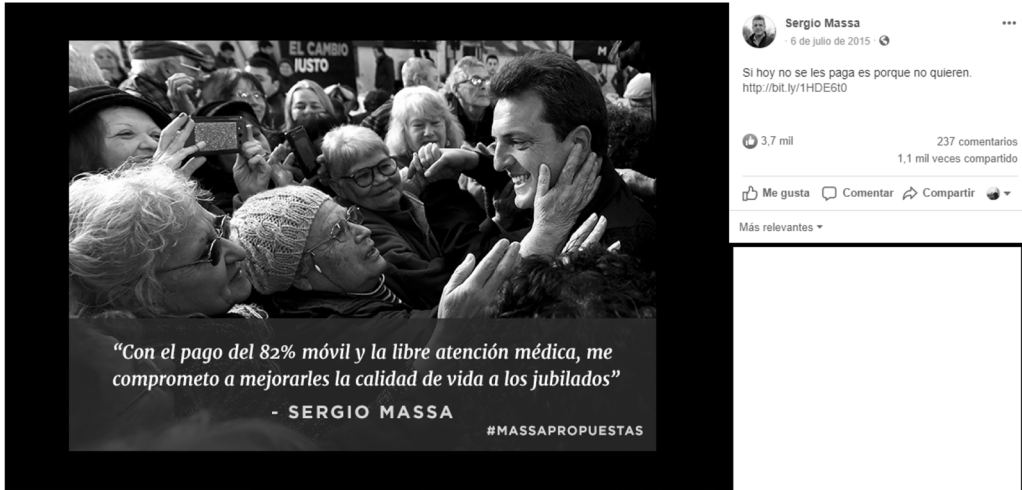 EL CAMBIO
JUSTO
M
“Con el pago del 82% móvil y la libre atención médica, me
comprometo a mejorarles la calidad de vida a los jubilados”
- SERGIO MASSA
#MASSAPROPUESTAS
Sergio Massa
· 6 de julio de 2015 ·
Si hoy no se les paga es porque no quieren.
http://bit.ly/1HDE6t0
3,7 mil
237 comentarios
1,1 mil veces compartido
Me gusta Comentar Compartir
Más relevantes